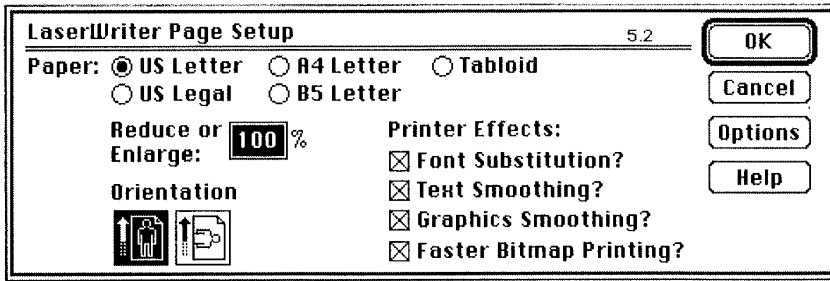 LaserWriter Page Setup 5.2 OK
Paper: US Letter A4 Letter Tabloid
US Legal B5 Letter Cancel
Reduce or Enlarge: 100 %
Orientation
Printer Effects:
Font Substitution?
Text Smoothing?
Graphics Smoothing?
Faster Bitmap Printing?
Options
Help